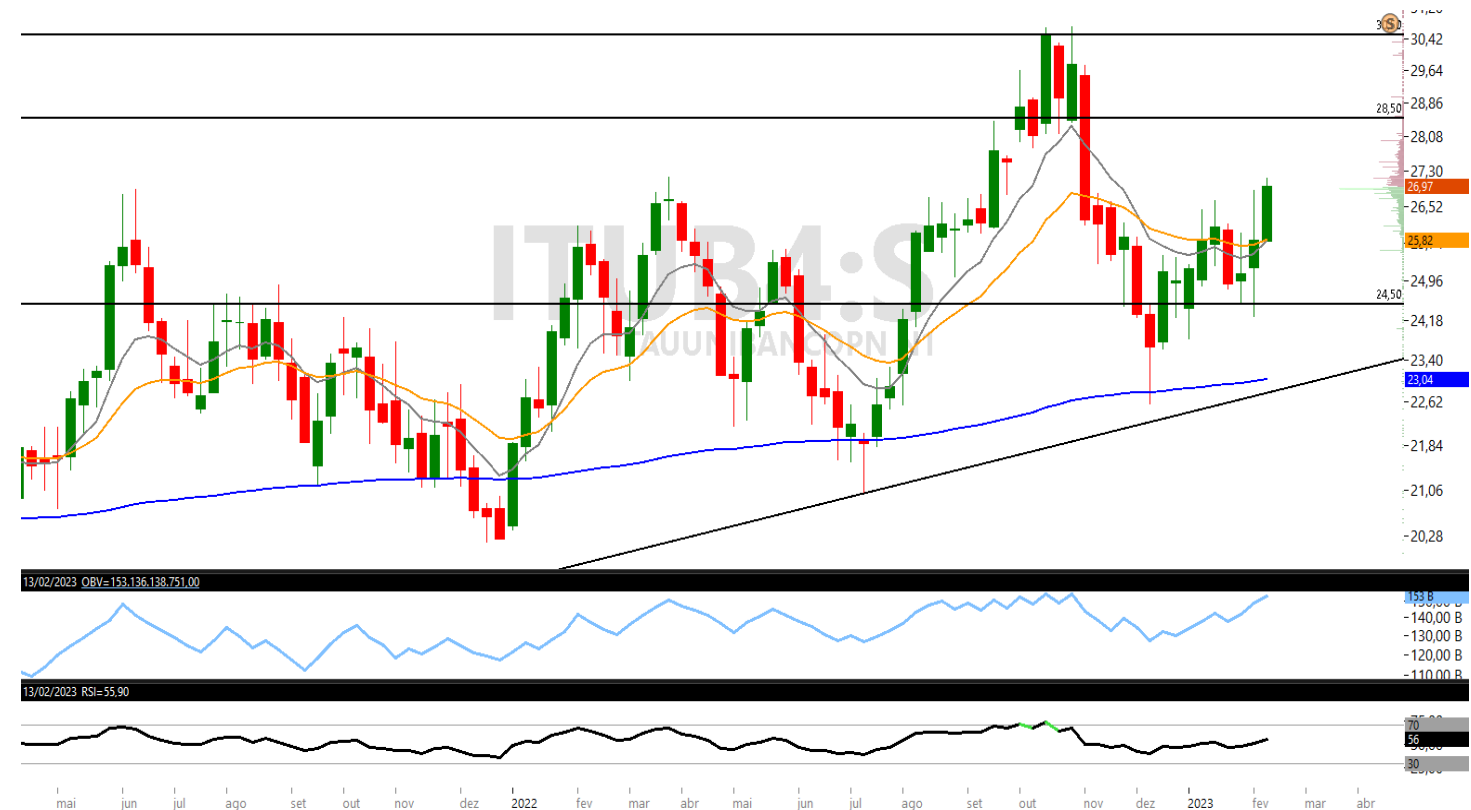 30,42
29,64
28,86
28,50
28,08
27,30
26,97
26,52
25,82
24,96
24,50
24,18
23,40
23,04
22,62
21,84
21,06
20,28
ITUB4:S
13/02/2023 OBV=153.136.138.751,00
153 B
140,00 B
130,00 B
120,00 B
110,00 B
13/02/2023 RSI=55,90
70
56
30
mai jun jul ago set out nov dez 2022 fev mar abr mai jun jul ago set out nov dez 2023 fev mar abr